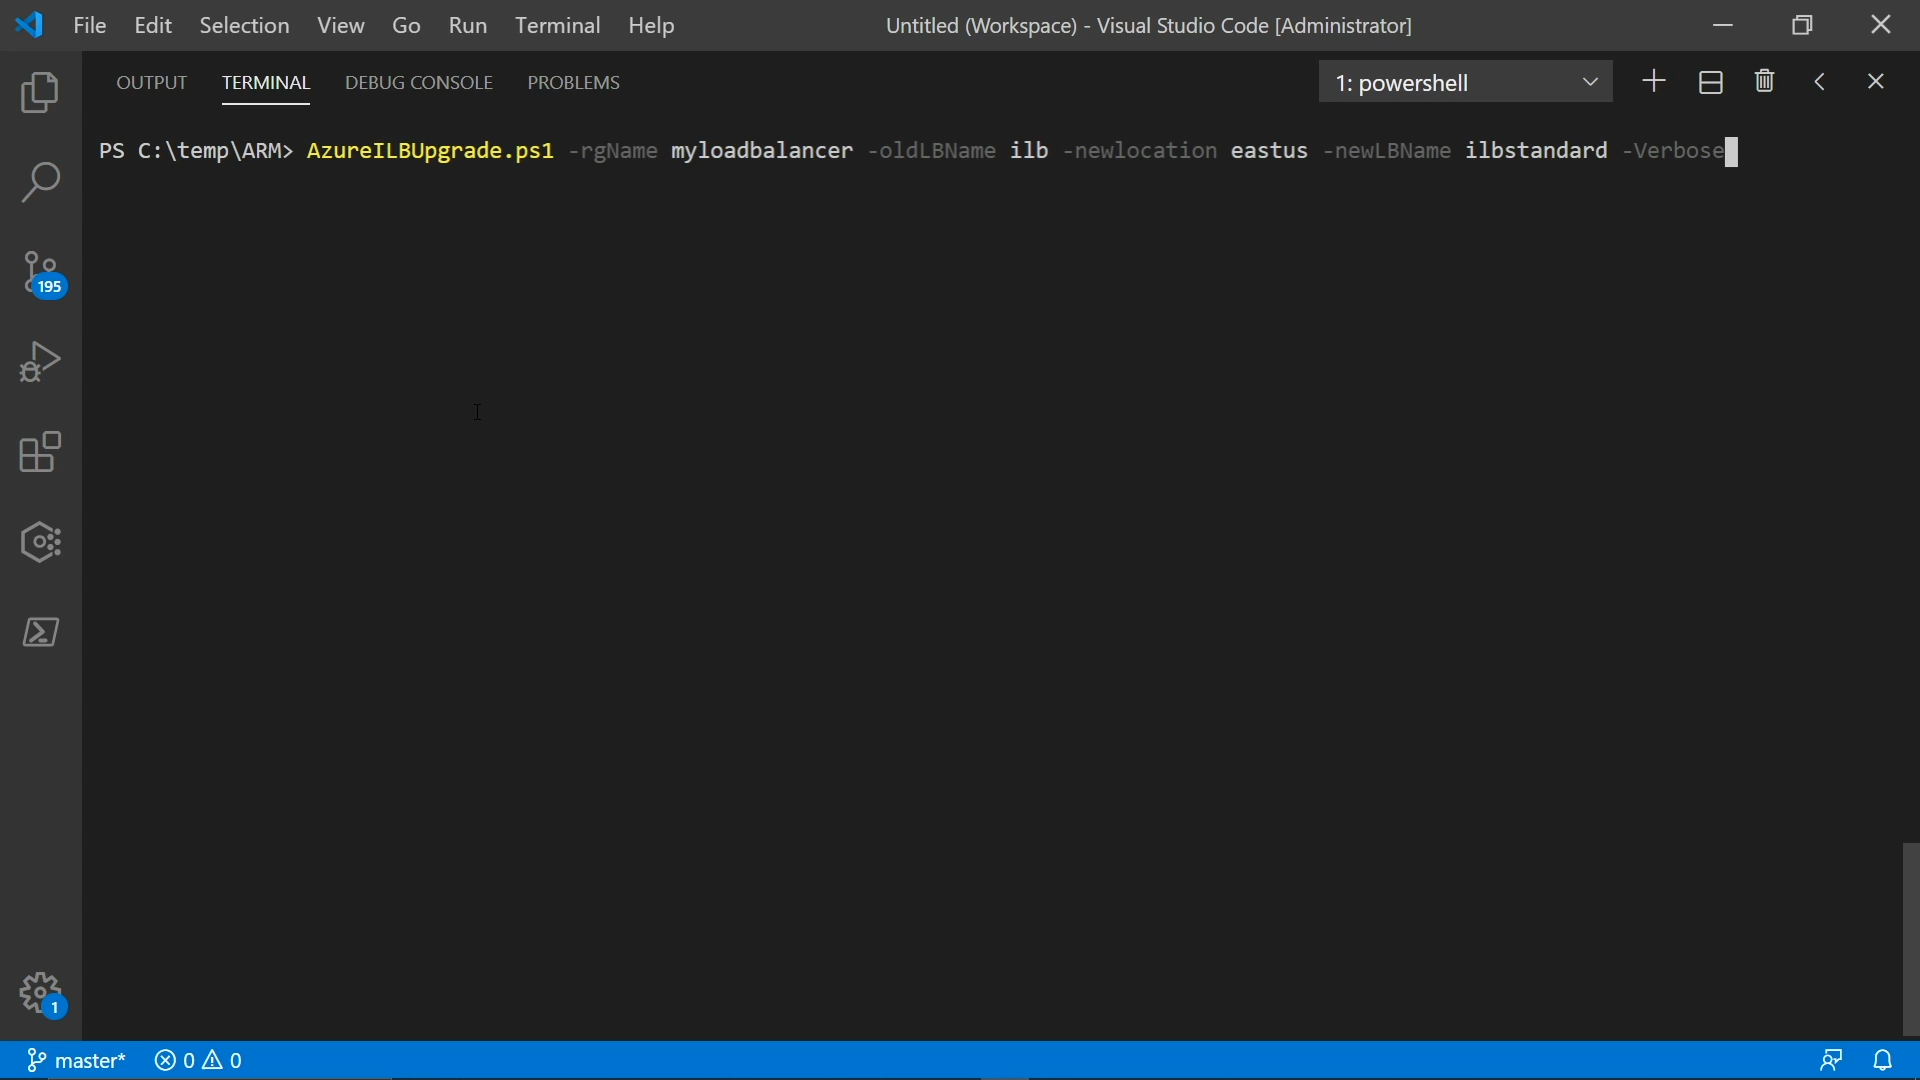 File Edit Selection View Go Run Terminal Help Untitled (Workspace) - Visual Studio Code [Administrator]
OUTPUT TERMINAL DEBUG CONSOLE PROBLEMS 1: powershell
PS C:\temp\ARM> AzureILBUpgrade.ps1 -rgName myloadbalancer -oldLBName ilb -newlocation eastus -newLBName ilbstandard -Verbose
195
1
master* 0 0